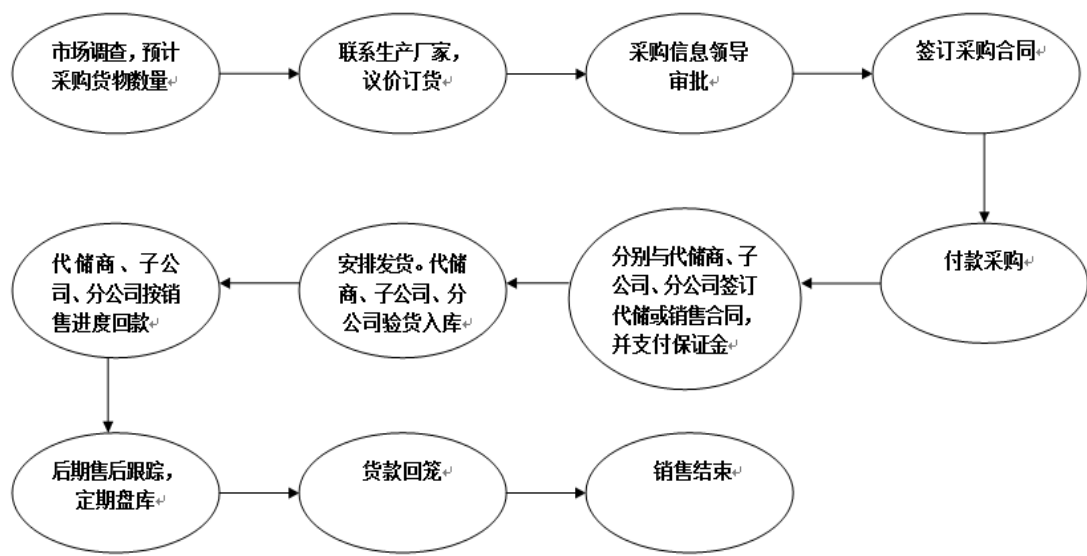 市场调查，预计
采购货物数量
联系生产厂家，
议价订货
采购信息领导
审批
签订采购合同
付款采购
分别与代储商、子
公司、分公司签订
代储或销售合同，
并支付保证金
安排发货。代储
商、子公司、分
公司验货入库
代储商、子公
司、分公司按销
售进度回款
后期售后跟踪，
定期盘库
货款回笼
销售结束